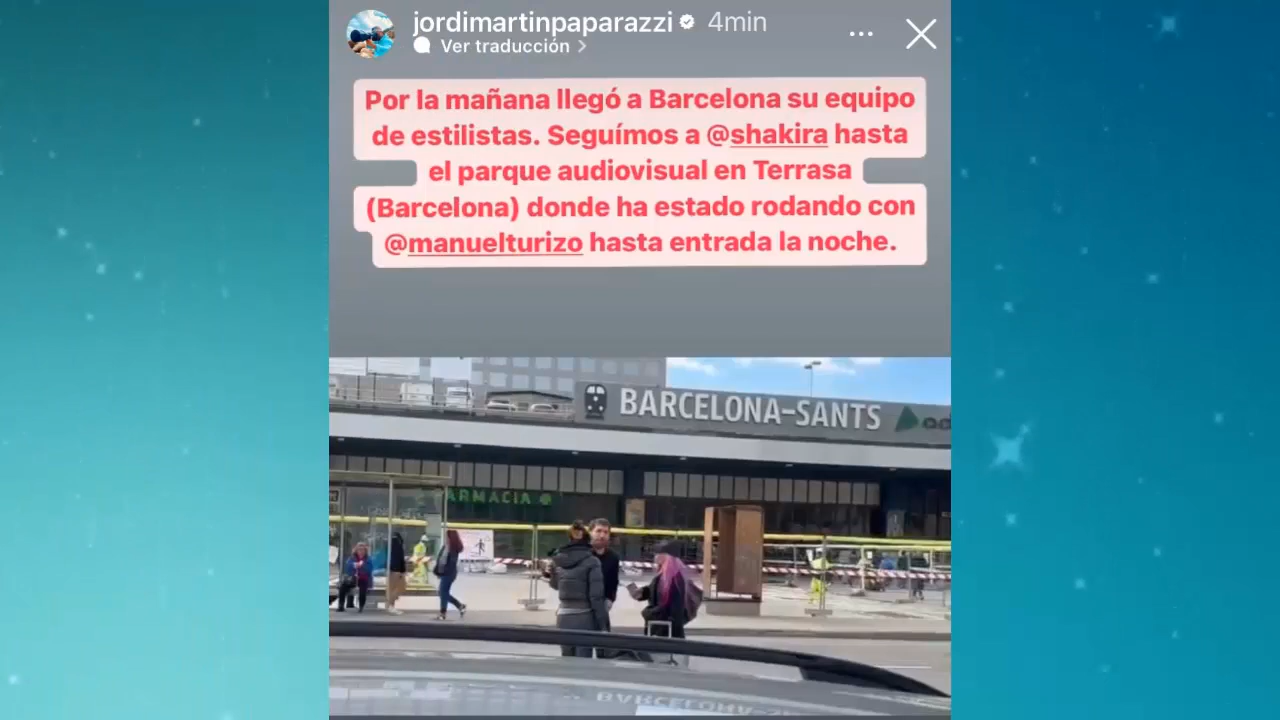 jordimartinpaparazzi 4min
Ver traducción
Por la mañana llegó a Barcelona su equipo
de estilistas. Seguímos a @shakira hasta
el parque audiovisual en Terrasa
(Barcelona) donde ha estado rodando con
@manuelturizo hasta entrada la noche.
BARCELONA-SANTS
FARMACIA